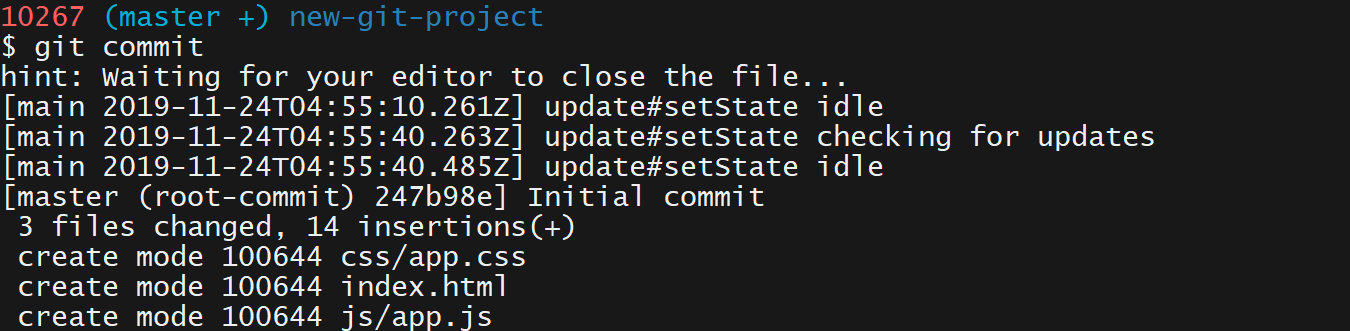 10267 (master +) new-git-project
$ git commit
hint: Waiting for your editor to close the file...
[main 2019-11-24T04:55:10.261Z] update#setState idle
[main 2019-11-24T04:55:40.263Z] update#setState checking for updates
[main 2019-11-24T04:55:40.485Z] update#setState idle
[master (root-commit) 247b98e] Initial commit
 3 files changed, 14 insertions(+)
 create mode 100644 css/app.css
 create mode 100644 index.html
 create mode 100644 js/app.js